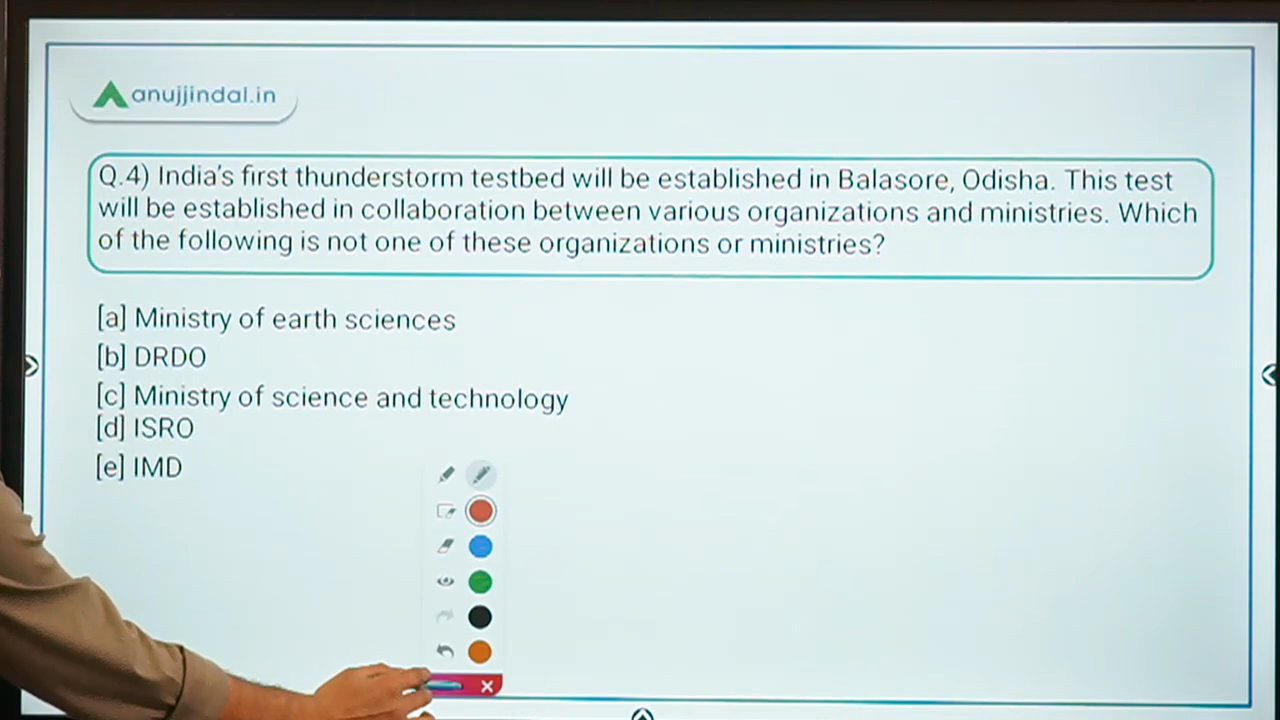 anujjindal.in
Q.4) India's first thunderstorm testbed will be established in Balasore, Odisha. This test
will be established in collaboration between various organizations and ministries. Which
of the following is not one of these organizations or ministries?
[a] Ministry of earth sciences
[b] DRDO
[c] Ministry of science and technology
[d] ISRO
[e] IMD